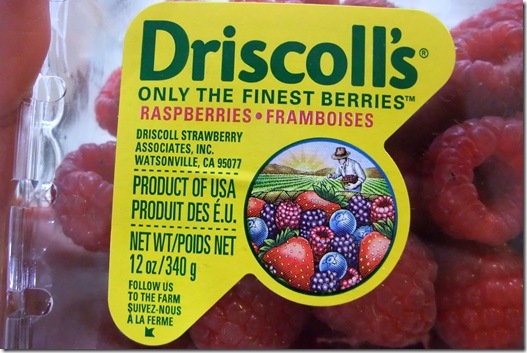 Driscoll's®
ONLY THE FINEST BERRIES™
RASPBERRIES • FRAMBOISES
DRISCOLL STRAWBERRY
ASSOCIATES, INC.
WATSONVILLE, CA 95077
PRODUCT OF USA
PRODUIT DES É.U.
NET WT/POIDS NET
12 oz/340 g
FOLLOW US
TO THE FARM
SUIVEZ-NOUS
À LA FERME